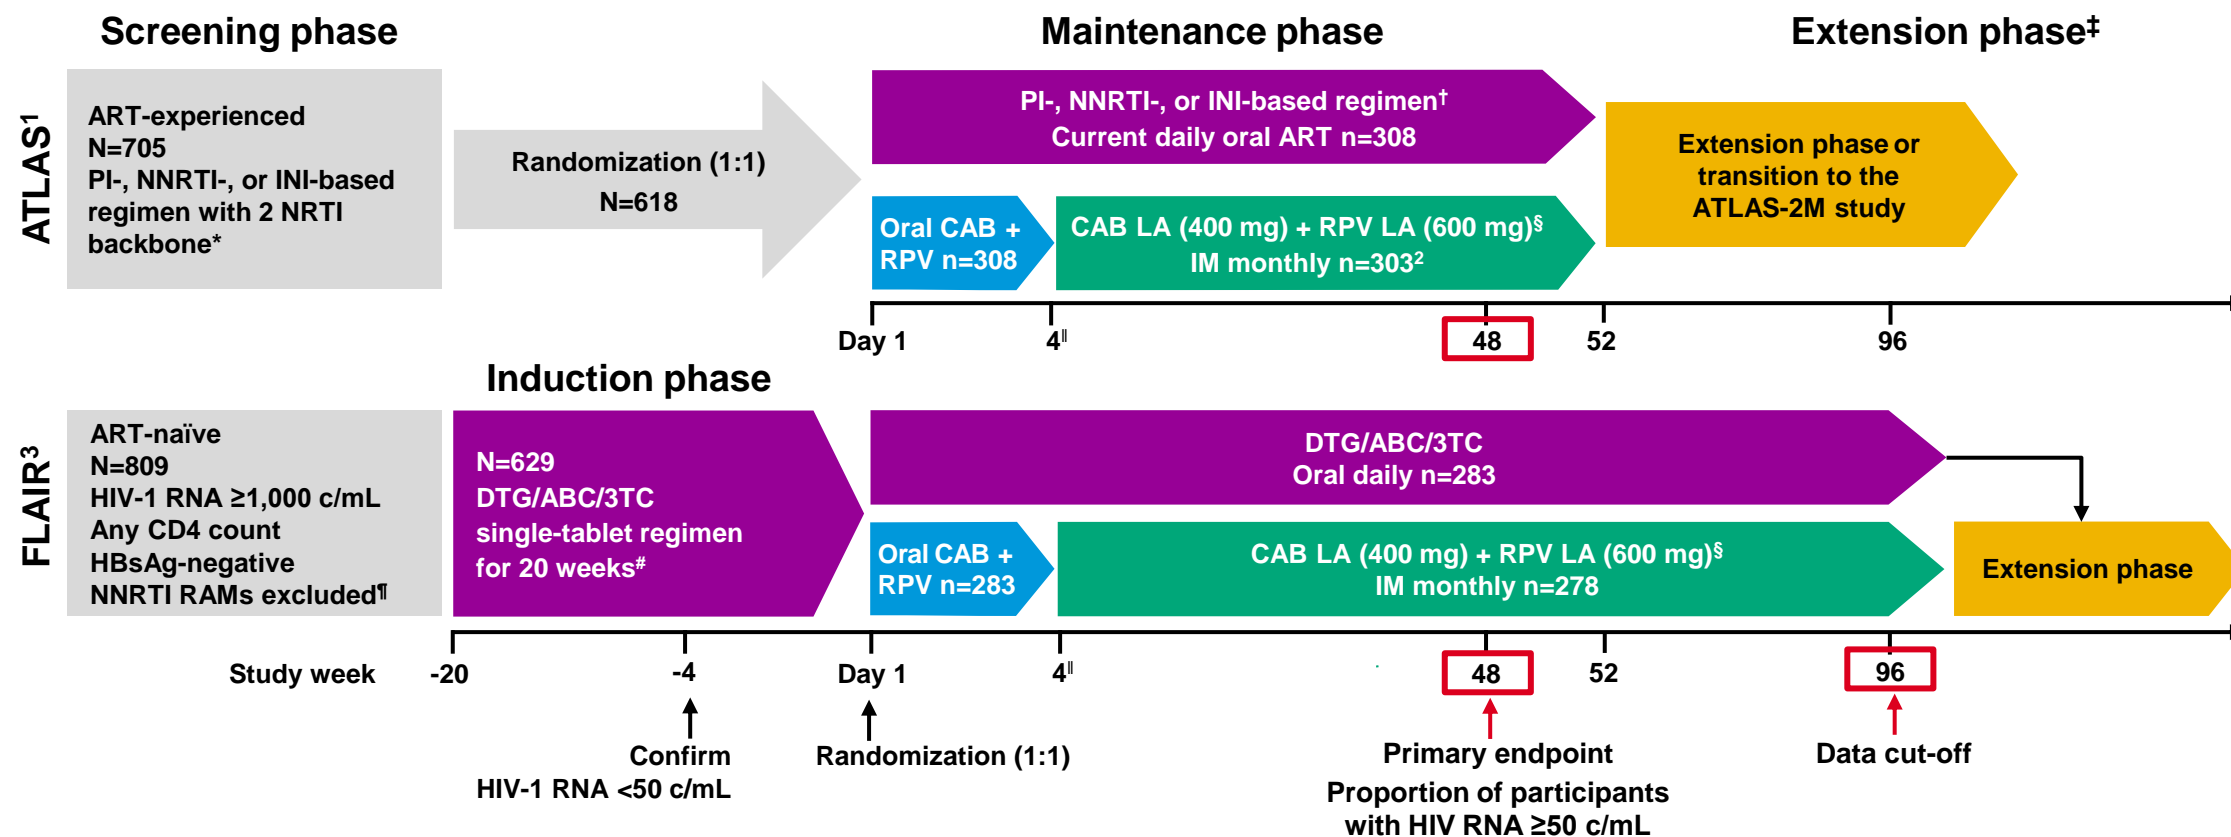 Screening phase
Maintenance phase
Extension phase‡
ATLAS1
ART-experienced
N=705
PI-, NNRTI-, or INI-based
regimen with 2 NRTI
backbone*
Randomization (1:1)
N=618
PI-, NNRTI-, or INI-based regimen†
Current daily oral ART n=308
Oral CAB +
RPV n=308
CAB LA (400 mg) + RPV LA (600 mg)§
IM monthly n=303²
Extension phase or
transition to the
ATLAS-2M study
Day 1
4‖
48
52
96
Induction phase
FLAIR3
ART-naïve
N=809
HIV-1 RNA ≥1,000 c/mL
Any CD4 count
HBsAg-negative
NNRTI RAMs excluded¶
N=629
DTG/ABC/3TC
single-tablet regimen
for 20 weeks#
DTG/ABC/3TC
Oral daily n=283
Oral CAB +
RPV n=283
CAB LA (400 mg) + RPV LA (600 mg)§
IM monthly n=278
Extension phase
Study week
-20
-4
Day 1
4‖
48
52
96
Confirm
HIV-1 RNA <50 c/mL
Randomization (1:1)
Primary endpoint
Proportion of participants
with HIV RNA ≥50 c/mL
Data cut-off